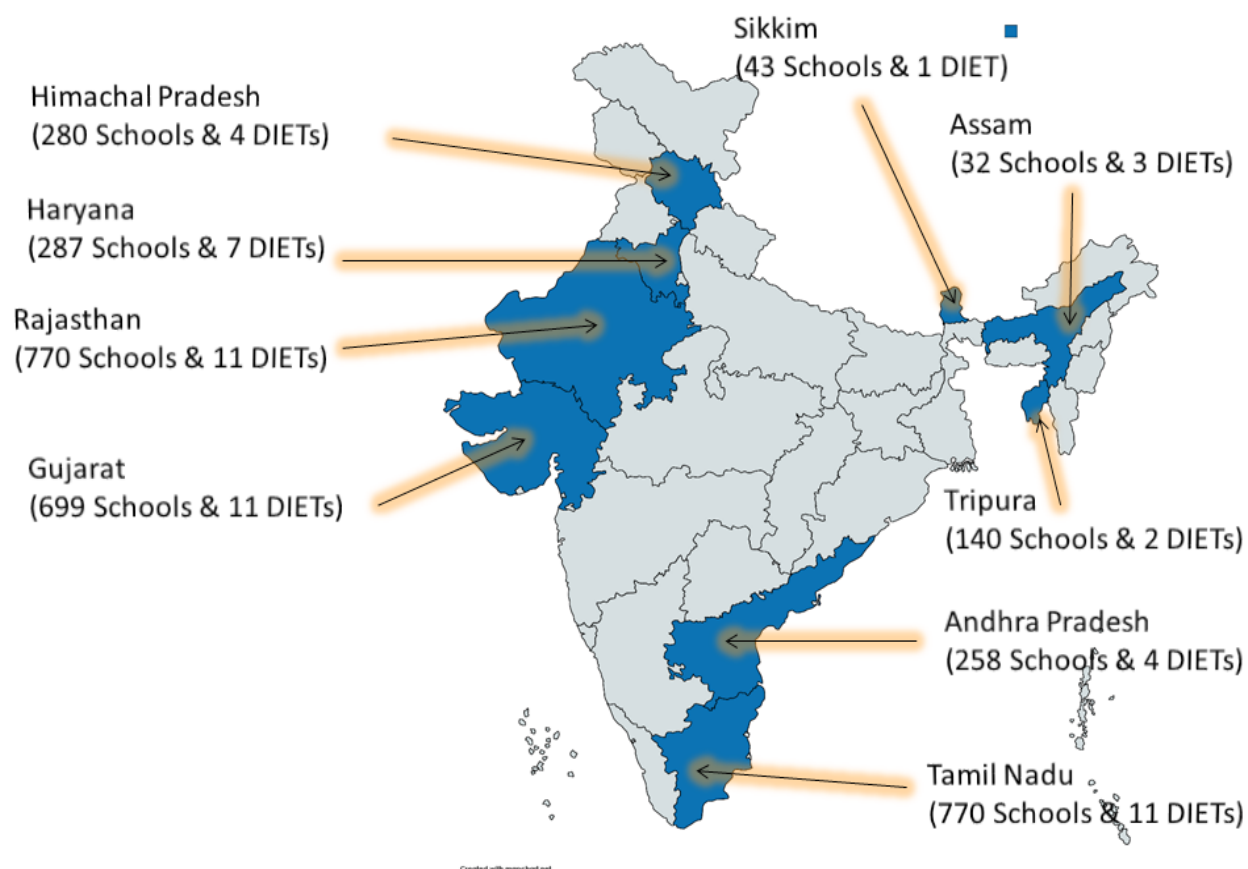 Sikkim
(43 Schools & 1 DIET)
Himachal Pradesh
(280 Schools & 4 DIETs)
Assam
(32 Schools & 3 DIETs)
Haryana
(287 Schools & 7 DIETs)
Rajasthan
(770 Schools & 11 DIETs)
Gujarat
(699 Schools & 11 DIETs)
Tripura
(140 Schools & 2 DIETs)
Andhra Pradesh
(258 Schools & 4 DIETs)
Tamil Nadu
(770 Schools & 11 DIETs)
Created with